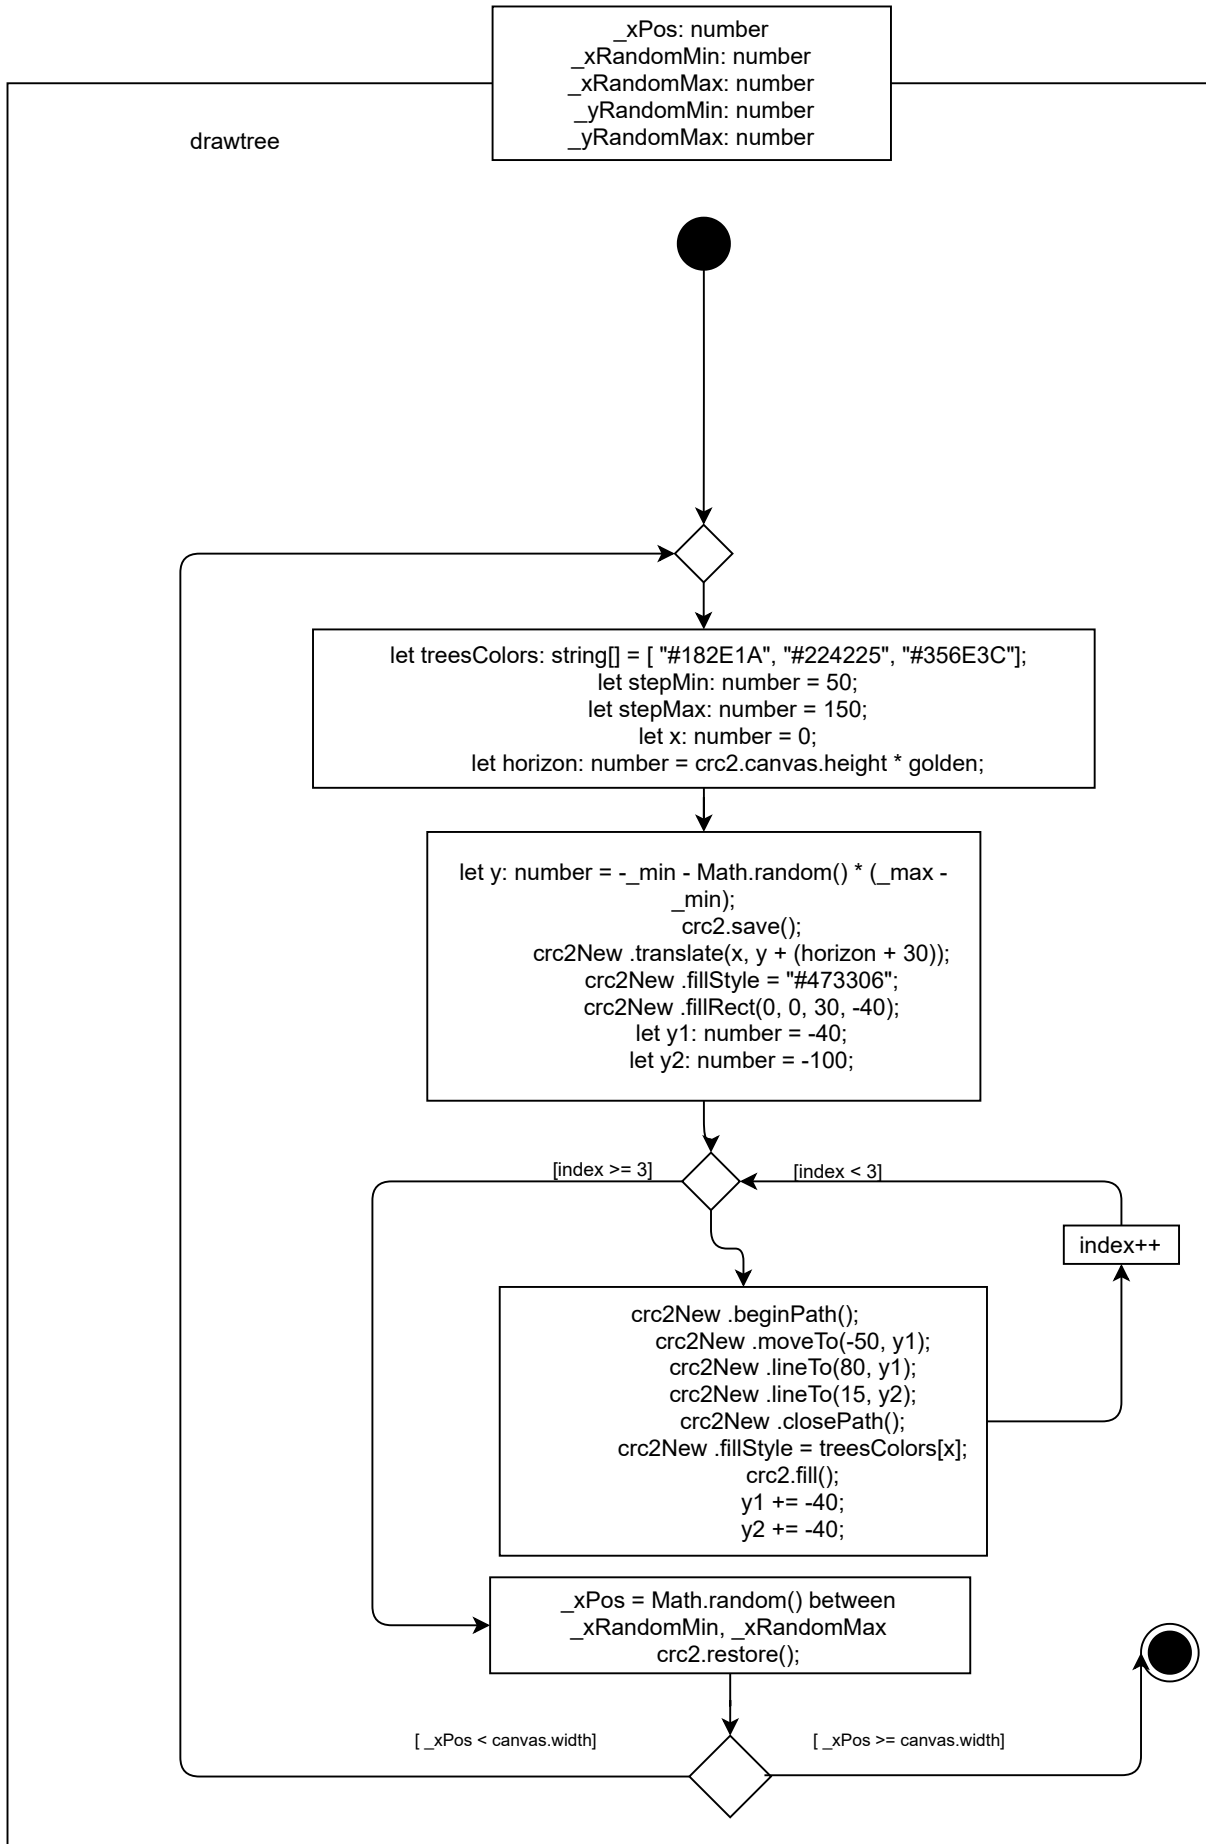 _xPos: number
_xRandomMin: number
_xRandomMax: number
_yRandomMin: number
_yRandomMax: number
drawtree
let treesColors: string[] = [ "#182E1A", "#224225", "#356E3C"];
let stepMin: number = 50;
let stepMax: number = 150;
let x: number = 0;
let horizon: number = crc2.canvas.height * golden;
let y: number = -_min - Math.random() * (_max -
_min);
crc2.save();
crc2New .translate(x, y + (horizon + 30));
crc2New .fillStyle = "#473306";
crc2New .fillRect(0, 0, 30, -40);
let y1: number = -40;
let y2: number = -100;
[index >= 3]
[index < 3]
index++
crc2New .beginPath();
crc2New .moveTo(-50, y1);
crc2New .lineTo(80, y1);
crc2New .lineTo(15, y2);
crc2New .closePath();
crc2New .fillStyle = treesColors[x];
crc2.fill();
y1 += -40;
y2 += -40;
_xPos = Math.random() between
_xRandomMin, _xRandomMax
crc2.restore();
[ _xPos < canvas.width]
[ _xPos >= canvas.width]